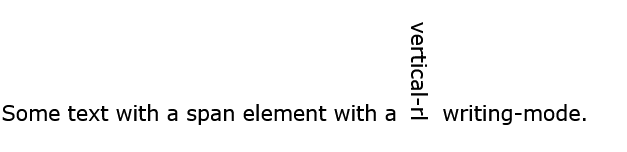 Some text with a span element with a vertical-rl writing-mode.